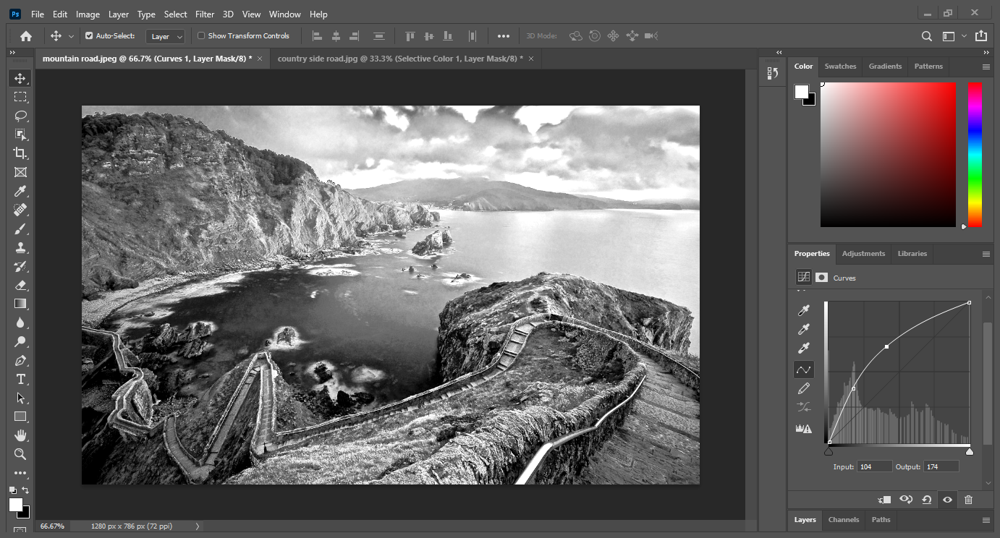 Ps File Edit Image Layer Type Select Filter 3D View Window Help
Auto-Select: Layer Show Transform Controls 3D Mode:
mountain road.jpeg @ 66.7% (Curves 1, Layer Mask/8) * × country side road.jpg @ 33.3% (Selective Color 1, Layer Mask/8) * ×
Color Swatches Gradients Patterns
Properties Adjustments Libraries
Curves
Input: 104 Output: 174
Layers Channels Paths
66.67% 1280 px x 786 px (72 ppi)